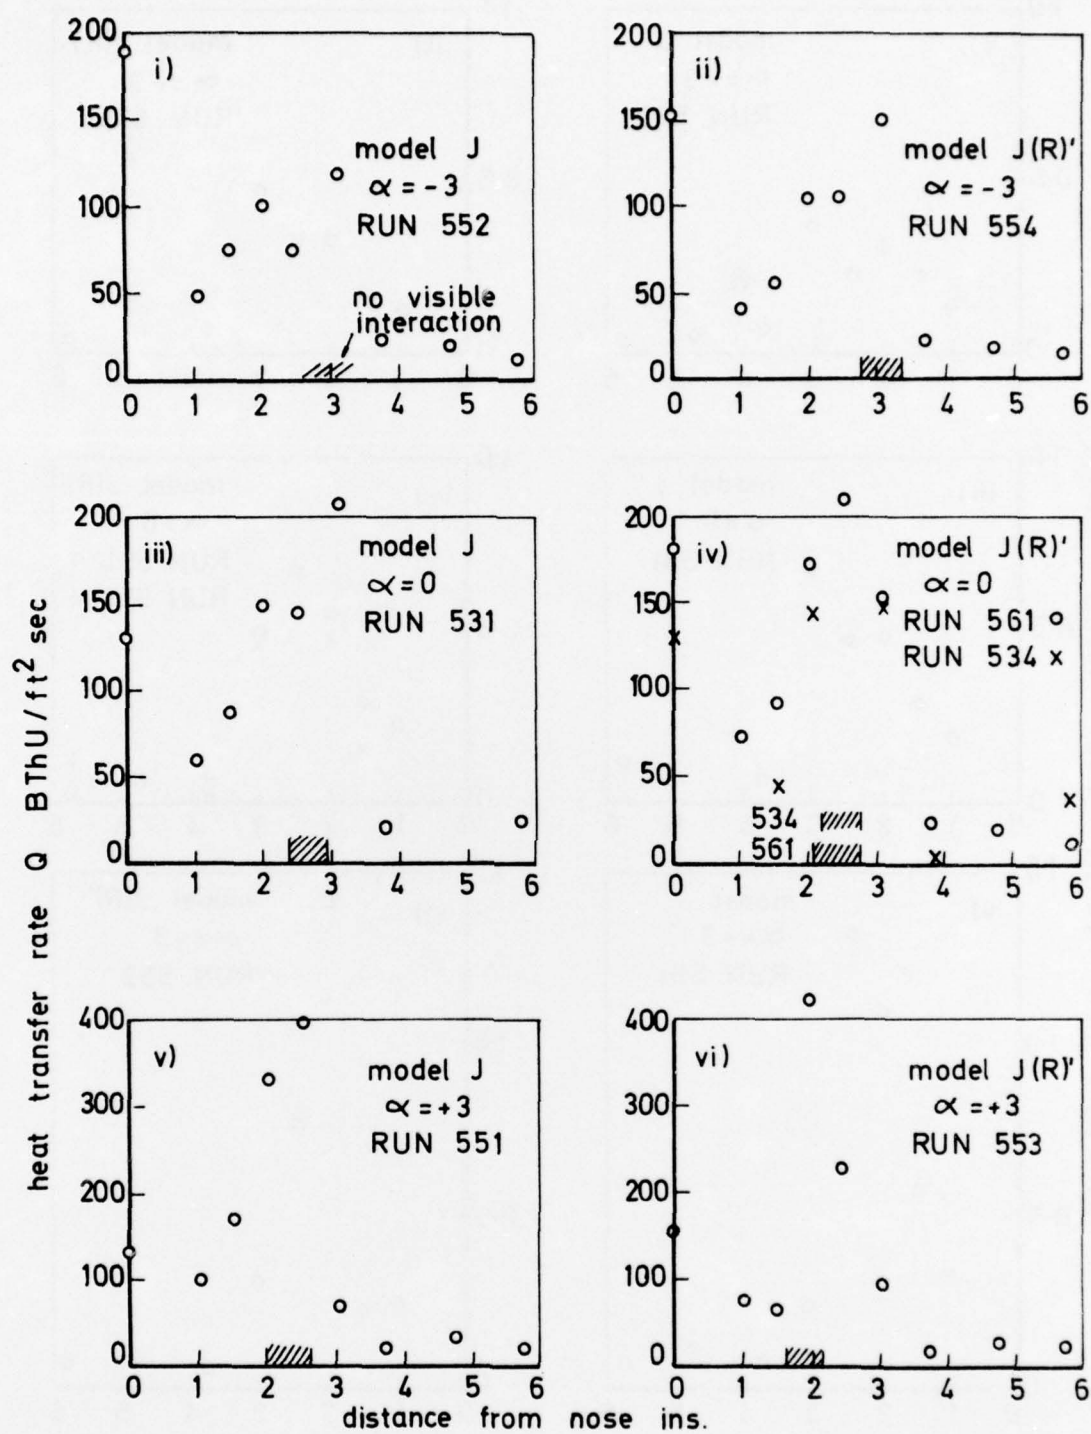 200
i)
150
model J
∝ = - 3
RUN 552
100
50
no visible
interaction
0
0 1 2 3 4 5 6
200
ii)
150
model J(R)'
∝ = - 3
RUN 554
100
50
0
0 1 2 3 4 5 6
200
iii)
model J
∝ = 0
RUN 531
150
100
50
0
0 1 2 3 4 5 6
200
iv)
model J(R)'
∝ = 0
RUN 561 o
RUN 534 x
150
100
50
534
561
0
0 1 2 3 4 5 6
400
v)
model J
∝ = +3
RUN 551
300
200
100
0
0 1 2 3 4 5 6
400
vi)
model J(R)'
∝ = +3
RUN 553
300
200
100
0
0 1 2 3 4 5 6
heat transfer rate Q BThU/ft² sec
distance from nose ins.